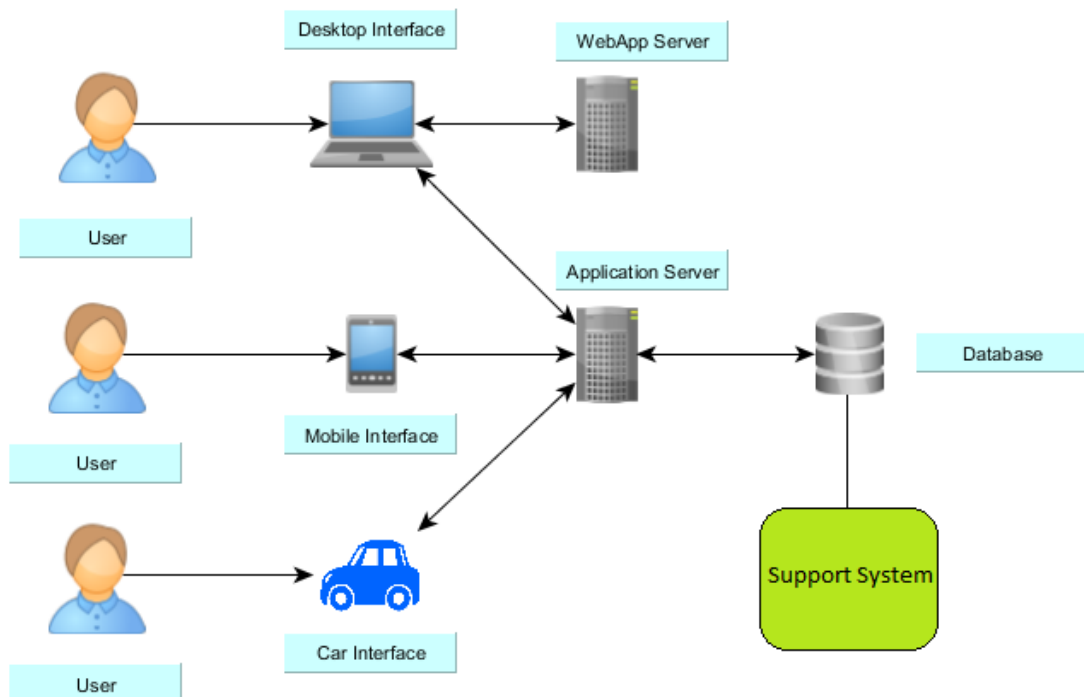 Desktop Interface
WebApp Server
User
Application Server
Database
Mobile Interface
User
Support System
Car Interface
User